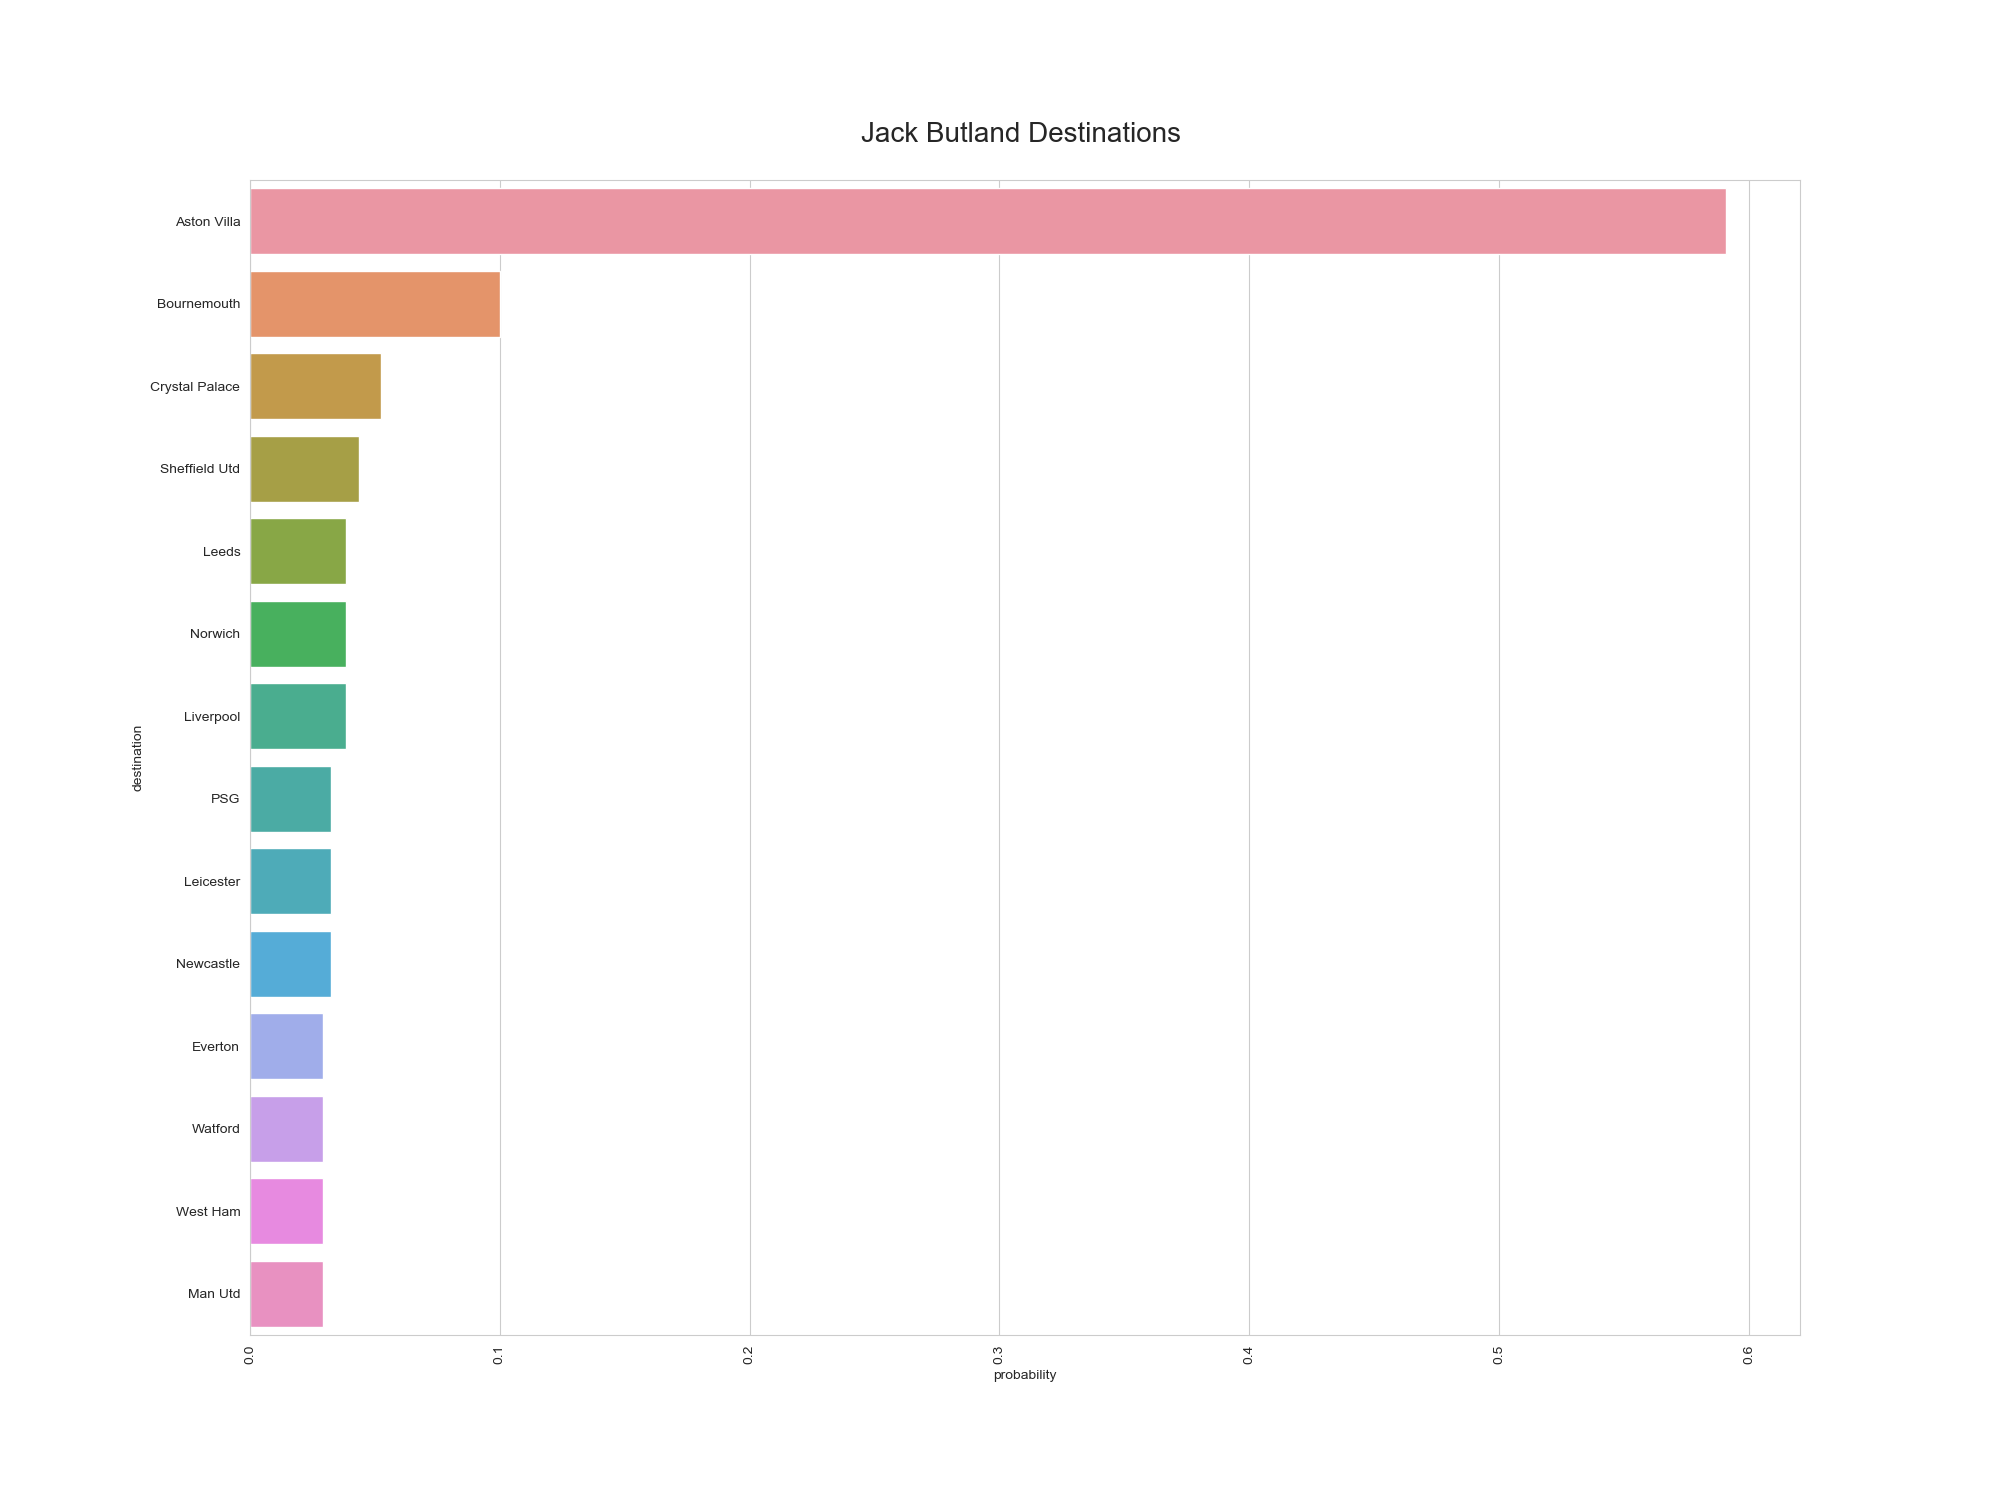 Jack Butland Destinations
Aston Villa
Bournemouth
Crystal Palace
Sheffield Utd
Leeds
Norwich
Liverpool
PSG
Leicester
Newcastle
Everton
Watford
West Ham
Man Utd
destination
0.0
0.1
0.2
0.3
0.4
0.5
0.6
probability